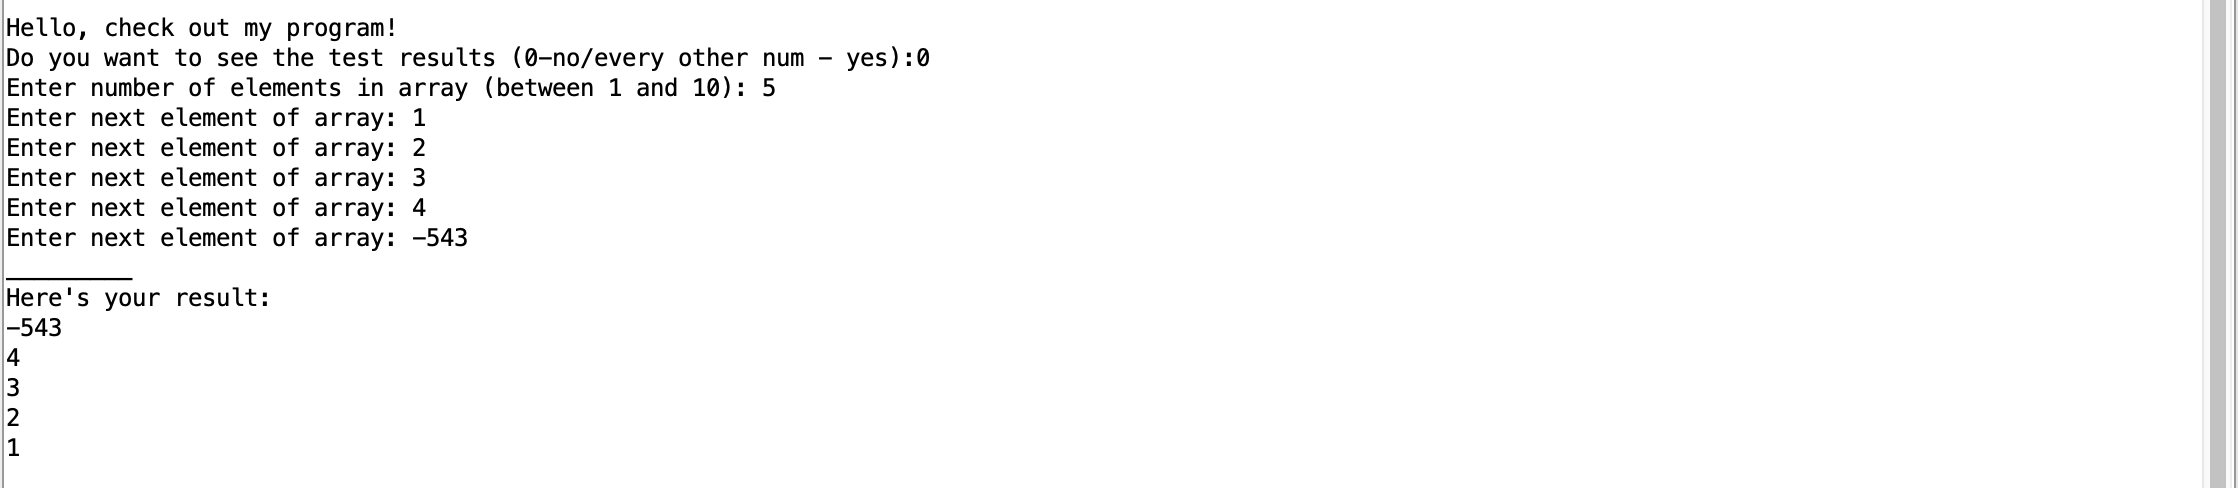 Hello, check out my program!
Do you want to see the test results (0-no/every other num - yes):0
Enter number of elements in array (between 1 and 10): 5
Enter next element of array: 1
Enter next element of array: 2
Enter next element of array: 3
Enter next element of array: 4
Enter next element of array: -543
_________
Here's your result:
-543
4
3
2
1